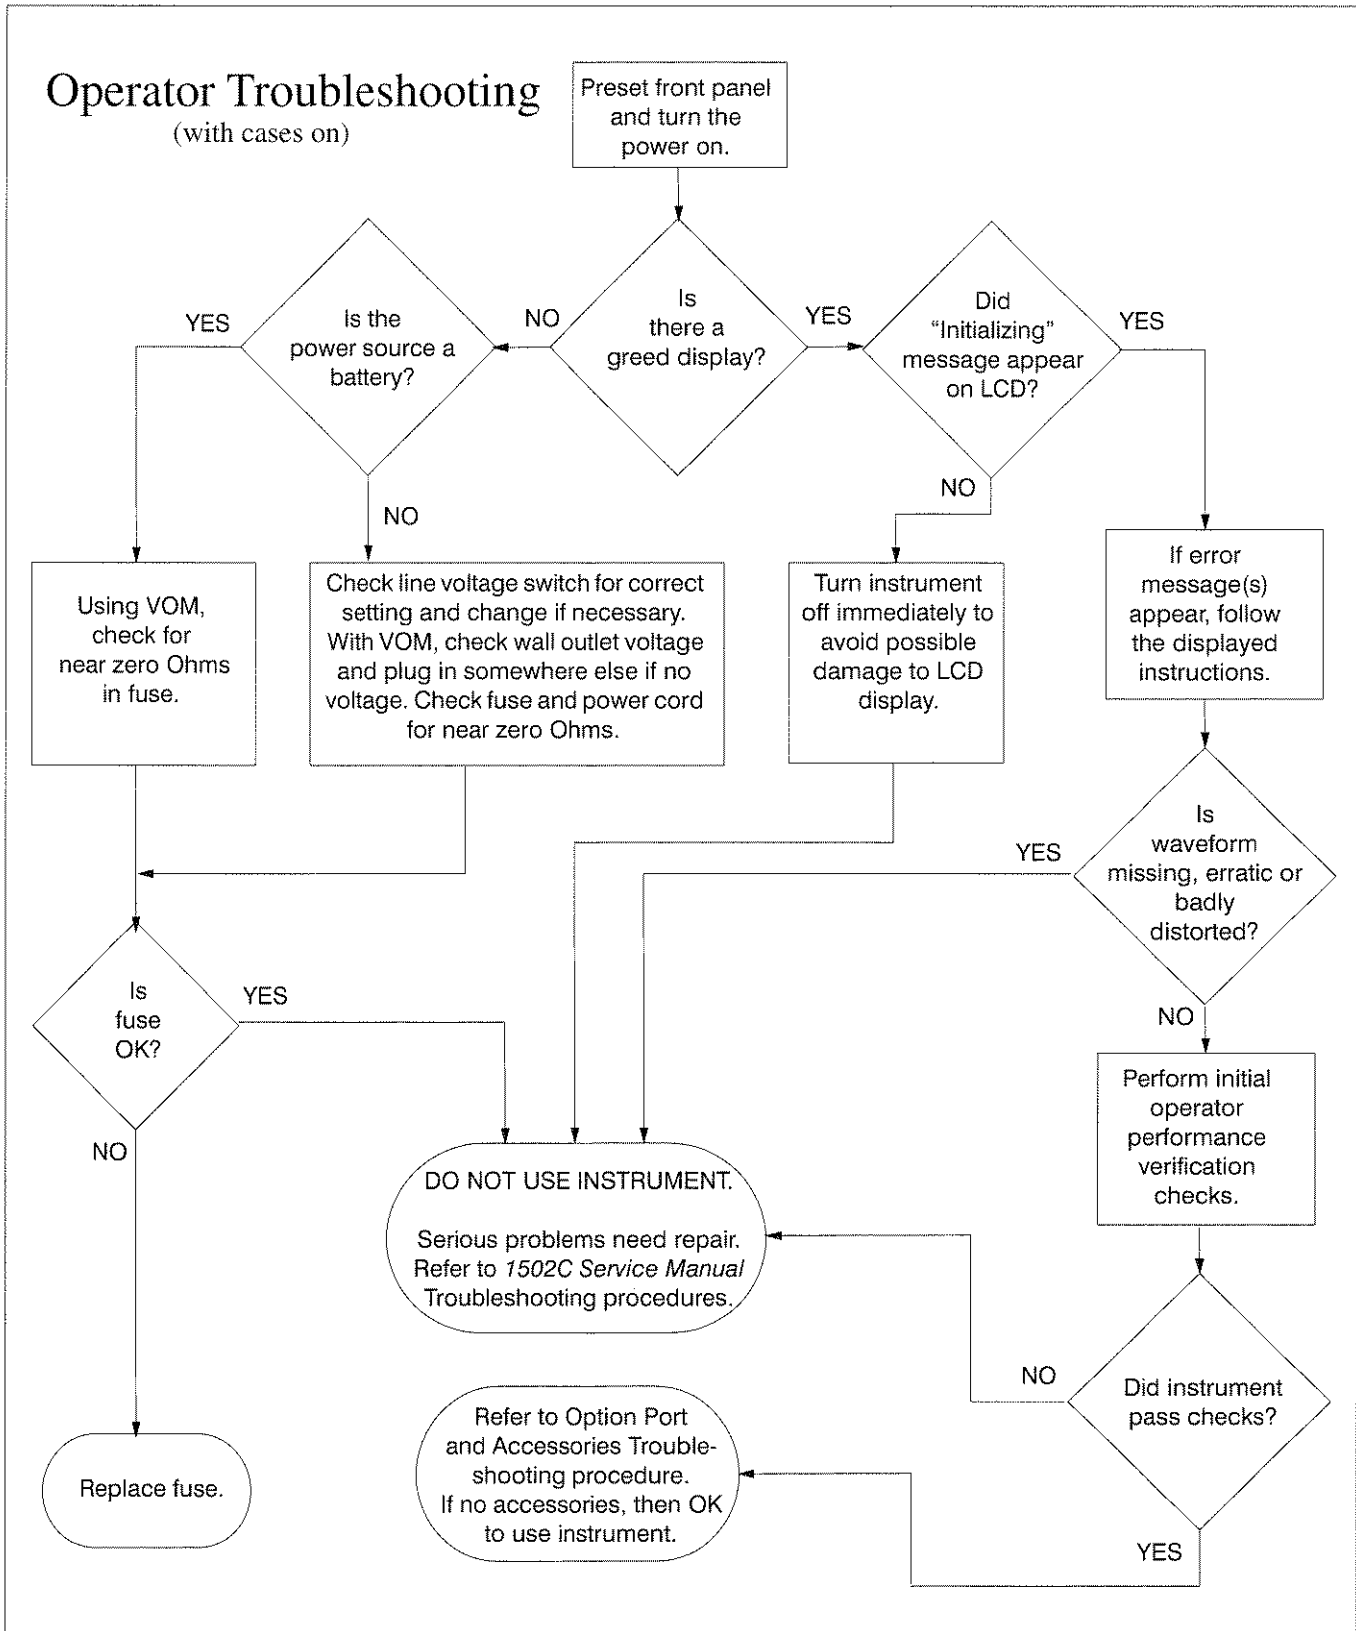 Operator Troubleshooting
(with cases on)
Preset front panel
and turn the
power on.
Is the
power source a
battery?
YES
NO
Is
there a
greed display?
NO
YES
Did
“Initializing”
message appear
on LCD?
YES
NO
Using VOM,
check for
near zero Ohms
in fuse.
Check line voltage switch for correct
setting and change if necessary.
With VOM, check wall outlet voltage
and plug in somewhere else if no
voltage. Check fuse and power cord
for near zero Ohms.
Turn instrument
off immediately to
avoid possible
damage to LCD
display.
If error
message(s)
appear, follow
the displayed
instructions.
Is
waveform
missing, erratic or
badly
distorted?
YES
NO
Is
fuse
OK?
YES
NO
Perform initial
operator
performance
verification
checks.
DO NOT USE INSTRUMENT.
Serious problems need repair.
Refer to 1502C Service Manual
Troubleshooting procedures.
Did instrument
pass checks?
NO
YES
Refer to Option Port
and Accessories Trouble-
shooting procedure.
If no accessories, then OK
to use instrument.
Replace fuse.